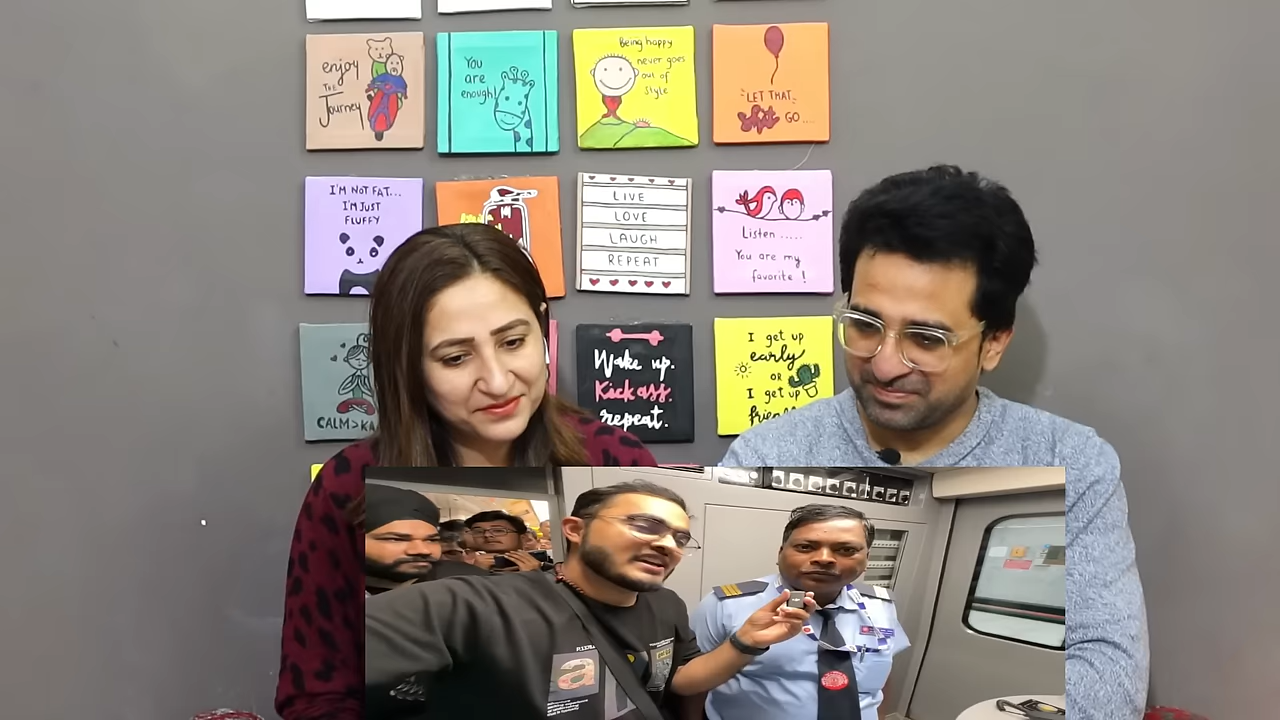 enjoy
THE
Journey
You
are
enough!
Being happy
never goes
out of
style
"LET THAT
GO ....
I'M NOT FAT...
I'M JUST
FLUFFY
LIVE
LOVE
LAUGH
REPEAT
Listen .....
You are my
favorite !
CALM>
Wake up.
Kick ass.
repeat.
I get up
early
OR
I get up